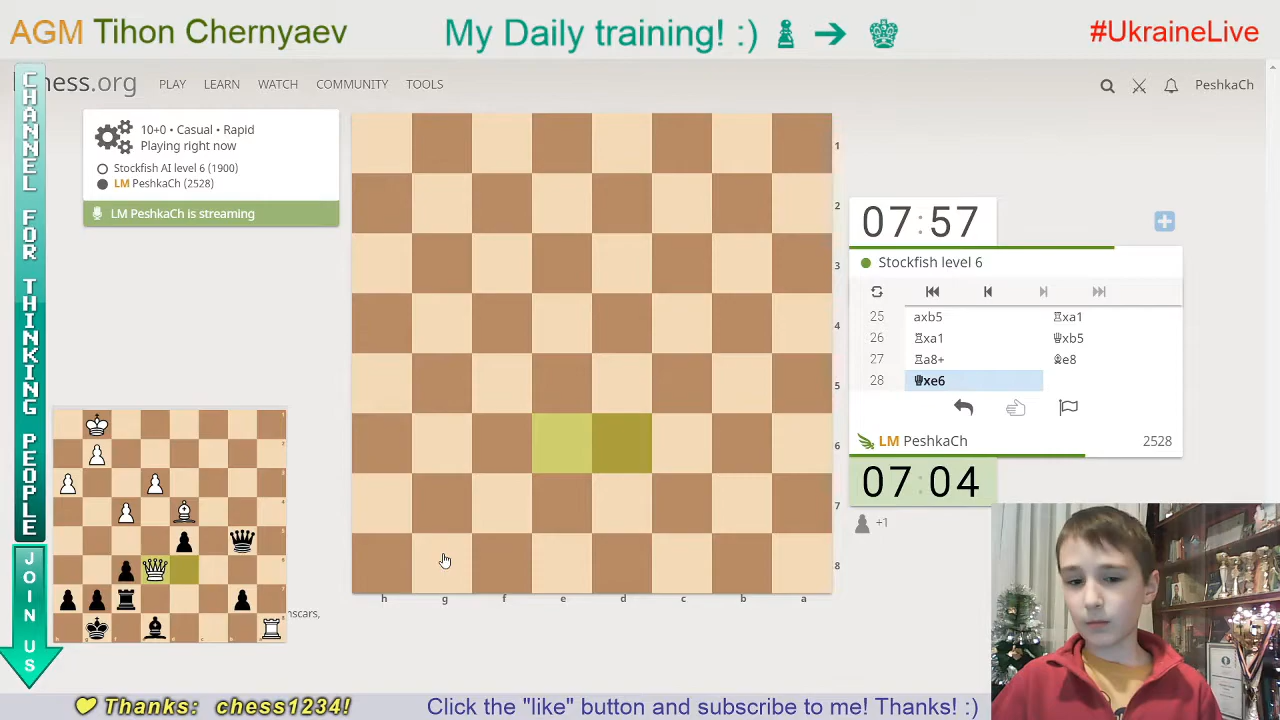 AGM Tihon Chernyaev
My Daily training! :)
#UkraineLive
hess.org
PLAY
LEARN
WATCH
COMMUNITY
TOOLS
PeshkaCh
10+0 • Casual • Rapid
Playing right now
Stockfish AI level 6 (1900)
LM PeshkaCh (2528)
LM PeshkaCh is streaming
CHANNEL FOR THINKING PEOPLE
JOIN US
1
2
3
4
5
6
7
8
h g f e d c b a
07:57
Stockfish level 6
25 axb5 ♖xa1
26 ♖xa1 ♕xb5
27 ♖a8+ ♗e8
28 ♕xe6
LM PeshkaCh 2528
07:04
+1
nscars,
Thanks: chess1234!
Click the "like" button and subscribe to me! Thanks! :)